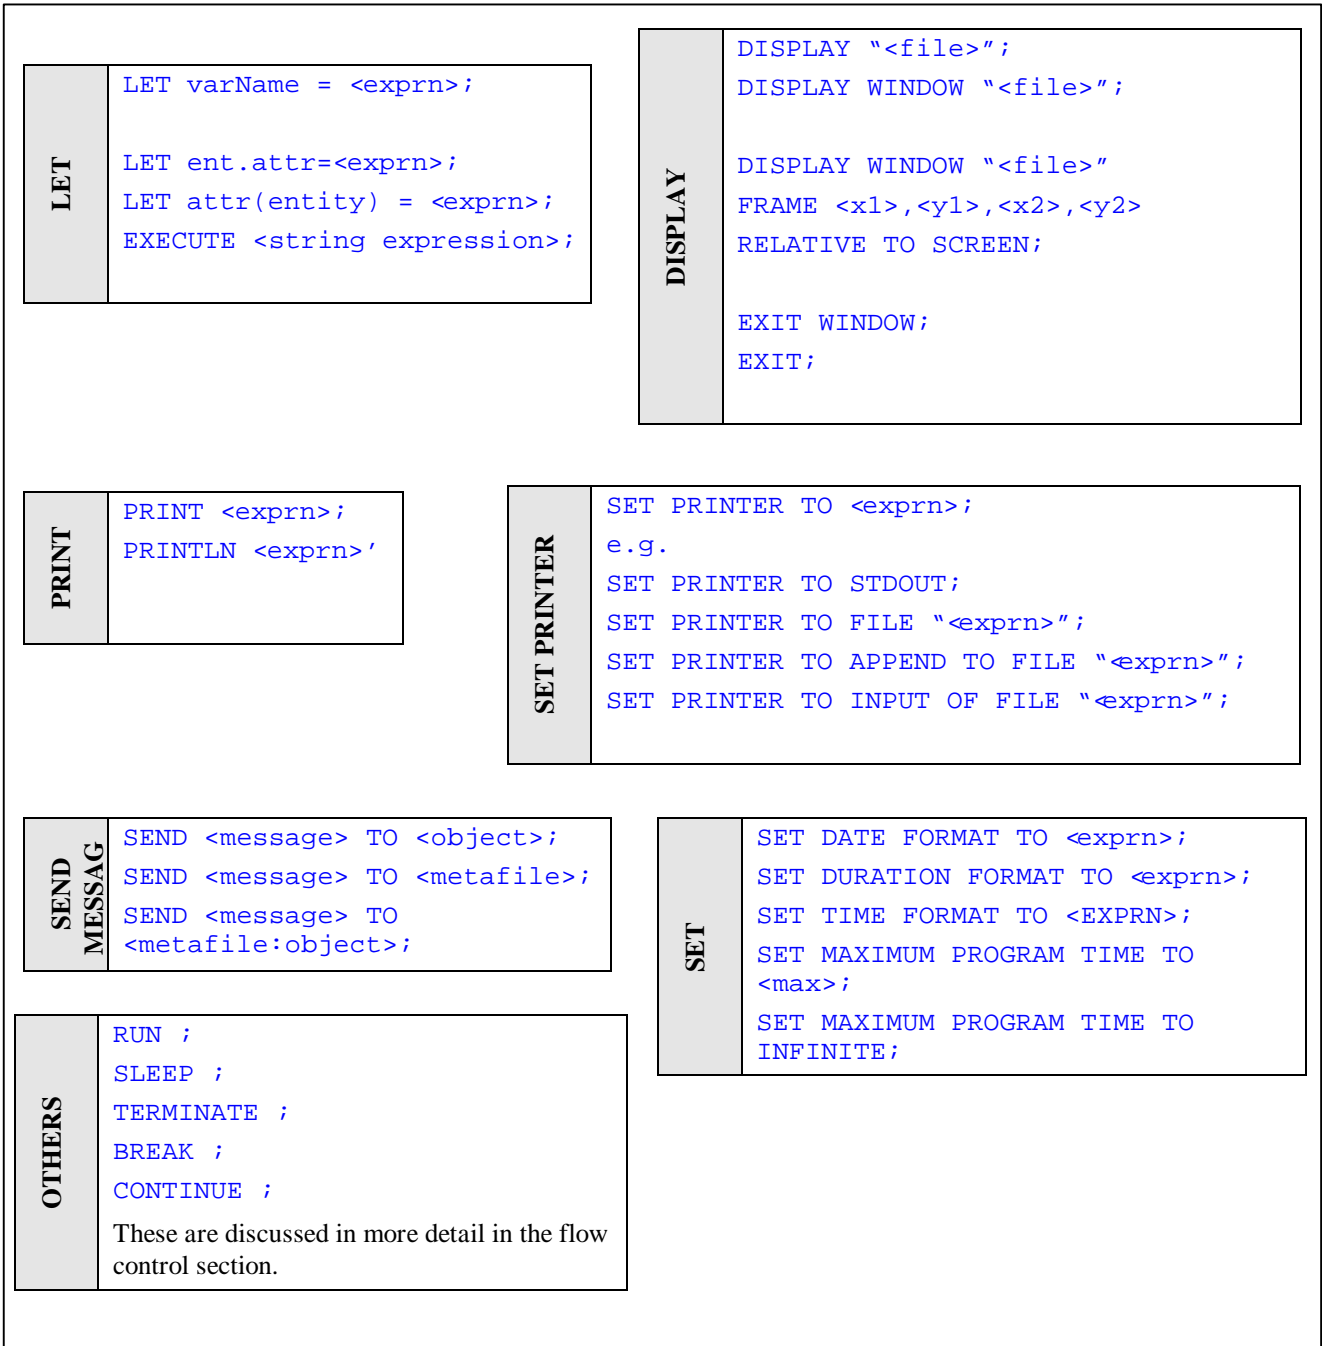 LET
LET varName = <exprn>;
LET ent.attr=<exprn>;
LET attr(entity) = <exprn>;
EXECUTE <string expression>;
DISPLAY
DISPLAY “<file>”;
DISPLAY WINDOW “<file>”;
DISPLAY WINDOW “<file>”
FRAME <x1>,<y1>,<x2>,<y2>
RELATIVE TO SCREEN;
EXIT WINDOW;
EXIT;
PRINT
PRINT <exprn>;
PRINTLN <exprn>’
SET PRINTER
SET PRINTER TO <exprn>;
e.g.
SET PRINTER TO STDOUT;
SET PRINTER TO FILE “<exprn>”;
SET PRINTER TO APPEND TO FILE “<exprn>”;
SET PRINTER TO INPUT OF FILE “<exprn>”;
SEND
MESSAG
SEND <message> TO <object>;
SEND <message> TO <metafile>;
SEND <message> TO
<metafile:object>;
SET
SET DATE FORMAT TO <exprn>;
SET DURATION FORMAT TO <exprn>;
SET TIME FORMAT TO <EXPRN>;
SET MAXIMUM PROGRAM TIME TO
<max>;
SET MAXIMUM PROGRAM TIME TO
INFINITE;
OTHERS
RUN ;
SLEEP ;
TERMINATE ;
BREAK ;
CONTINUE ;
These are discussed in more detail in the flow
control section.